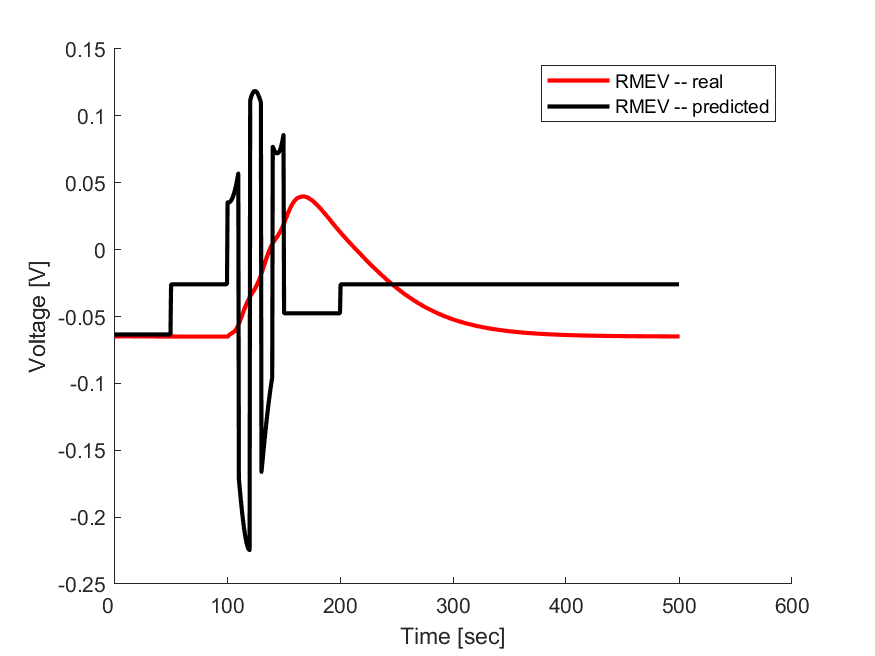 0.15
0.1
0.05
0
-0.05
-0.1
-0.15
-0.2
-0.25
Voltage [V]
RMEV -- real
RMEV -- predicted
0 100 200 300 400 500 600
Time [sec]